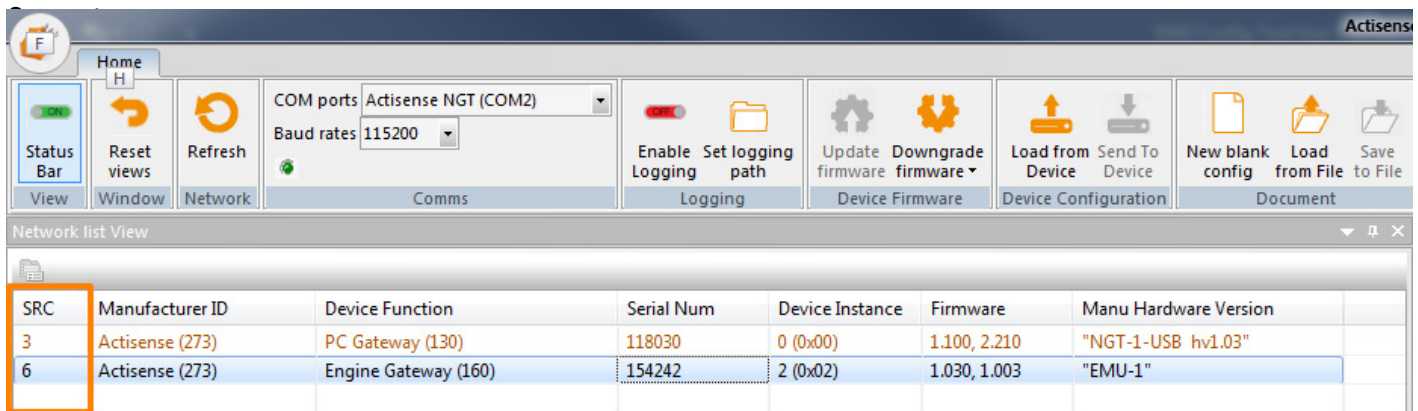 Actisense
F
Home
H
COM ports Actisense NGT (COM2)
Baud rates 115200
ON
OFF
Status Bar
Reset views
Refresh
Enable Logging
Set logging path
Update firmware
Downgrade firmware
Load from Device
Send To Device
New blank config
Load from File
Save to File
View Window Network Comms Logging Device Firmware Device Configuration Document
Network list View
SRC Manufacturer ID Device Function Serial Num Device Instance Firmware Manu Hardware Version
3 Actisense (273) PC Gateway (130) 118030 0 (0x00) 1.100, 2.210 "NGT-1-USB hv1.03"
6 Actisense (273) Engine Gateway (160) 154242 2 (0x02) 1.030, 1.003 "EMU-1"